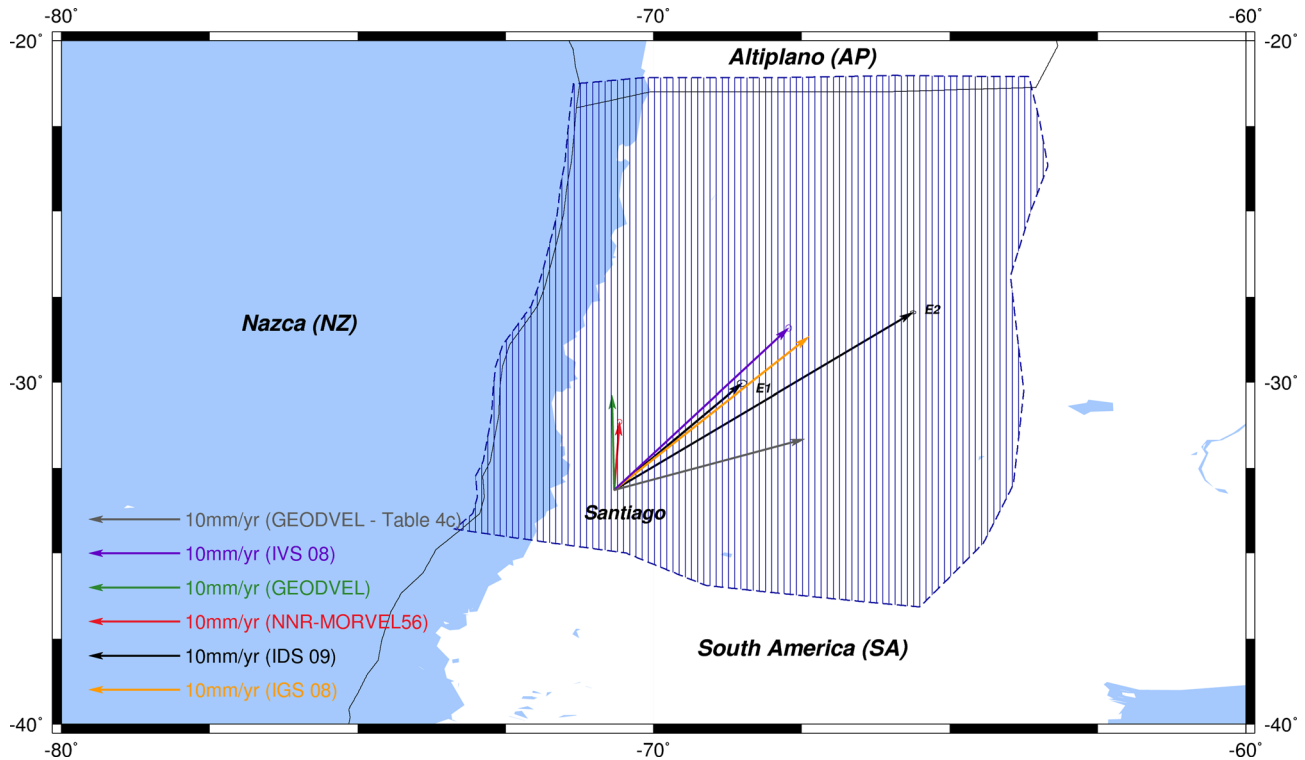 -80° -70° -60°
-20° -20°
Altiplano (AP)
Nazca (NZ)
E2
-30° -30°
E1
Santiago
10mm/yr (GEODVEL - Table 4c)
10mm/yr (IVS 08)
10mm/yr (GEODVEL)
10mm/yr (NNR-MORVEL56)
South America (SA)
10mm/yr (IDS 09)
10mm/yr (IGS 08)
-40° -40°
-80° -70° -60°